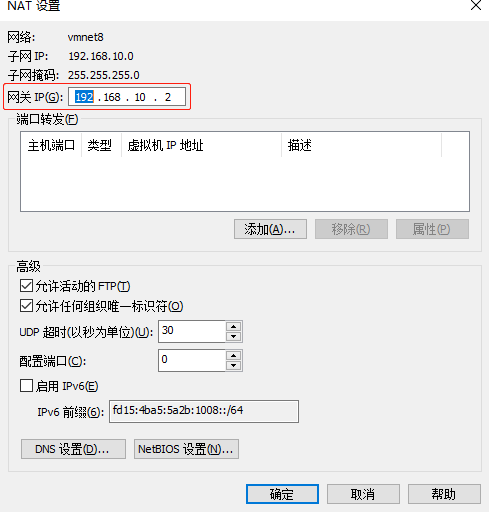 NAT 设置
网络: vmnet8
子网 IP: 192.168.10.0
子网掩码: 255.255.255.0
网关 IP(G): 192 . 168 . 10 . 2
端口转发(F)
主机端口 类型 虚拟机 IP 地址 描述
添加(A)... 移除(R) 属性(P)
高级
允许活动的 FTP(T)
允许任何组织唯一标识符(O)
UDP 超时(以秒为单位)(U): 30
配置端口(C): 0
启用 IPv6(E)
IPv6 前缀(6): fd15:4ba5:5a2b:1008::/64
DNS 设置(D)... NetBIOS 设置(N)...
确定 取消 帮助